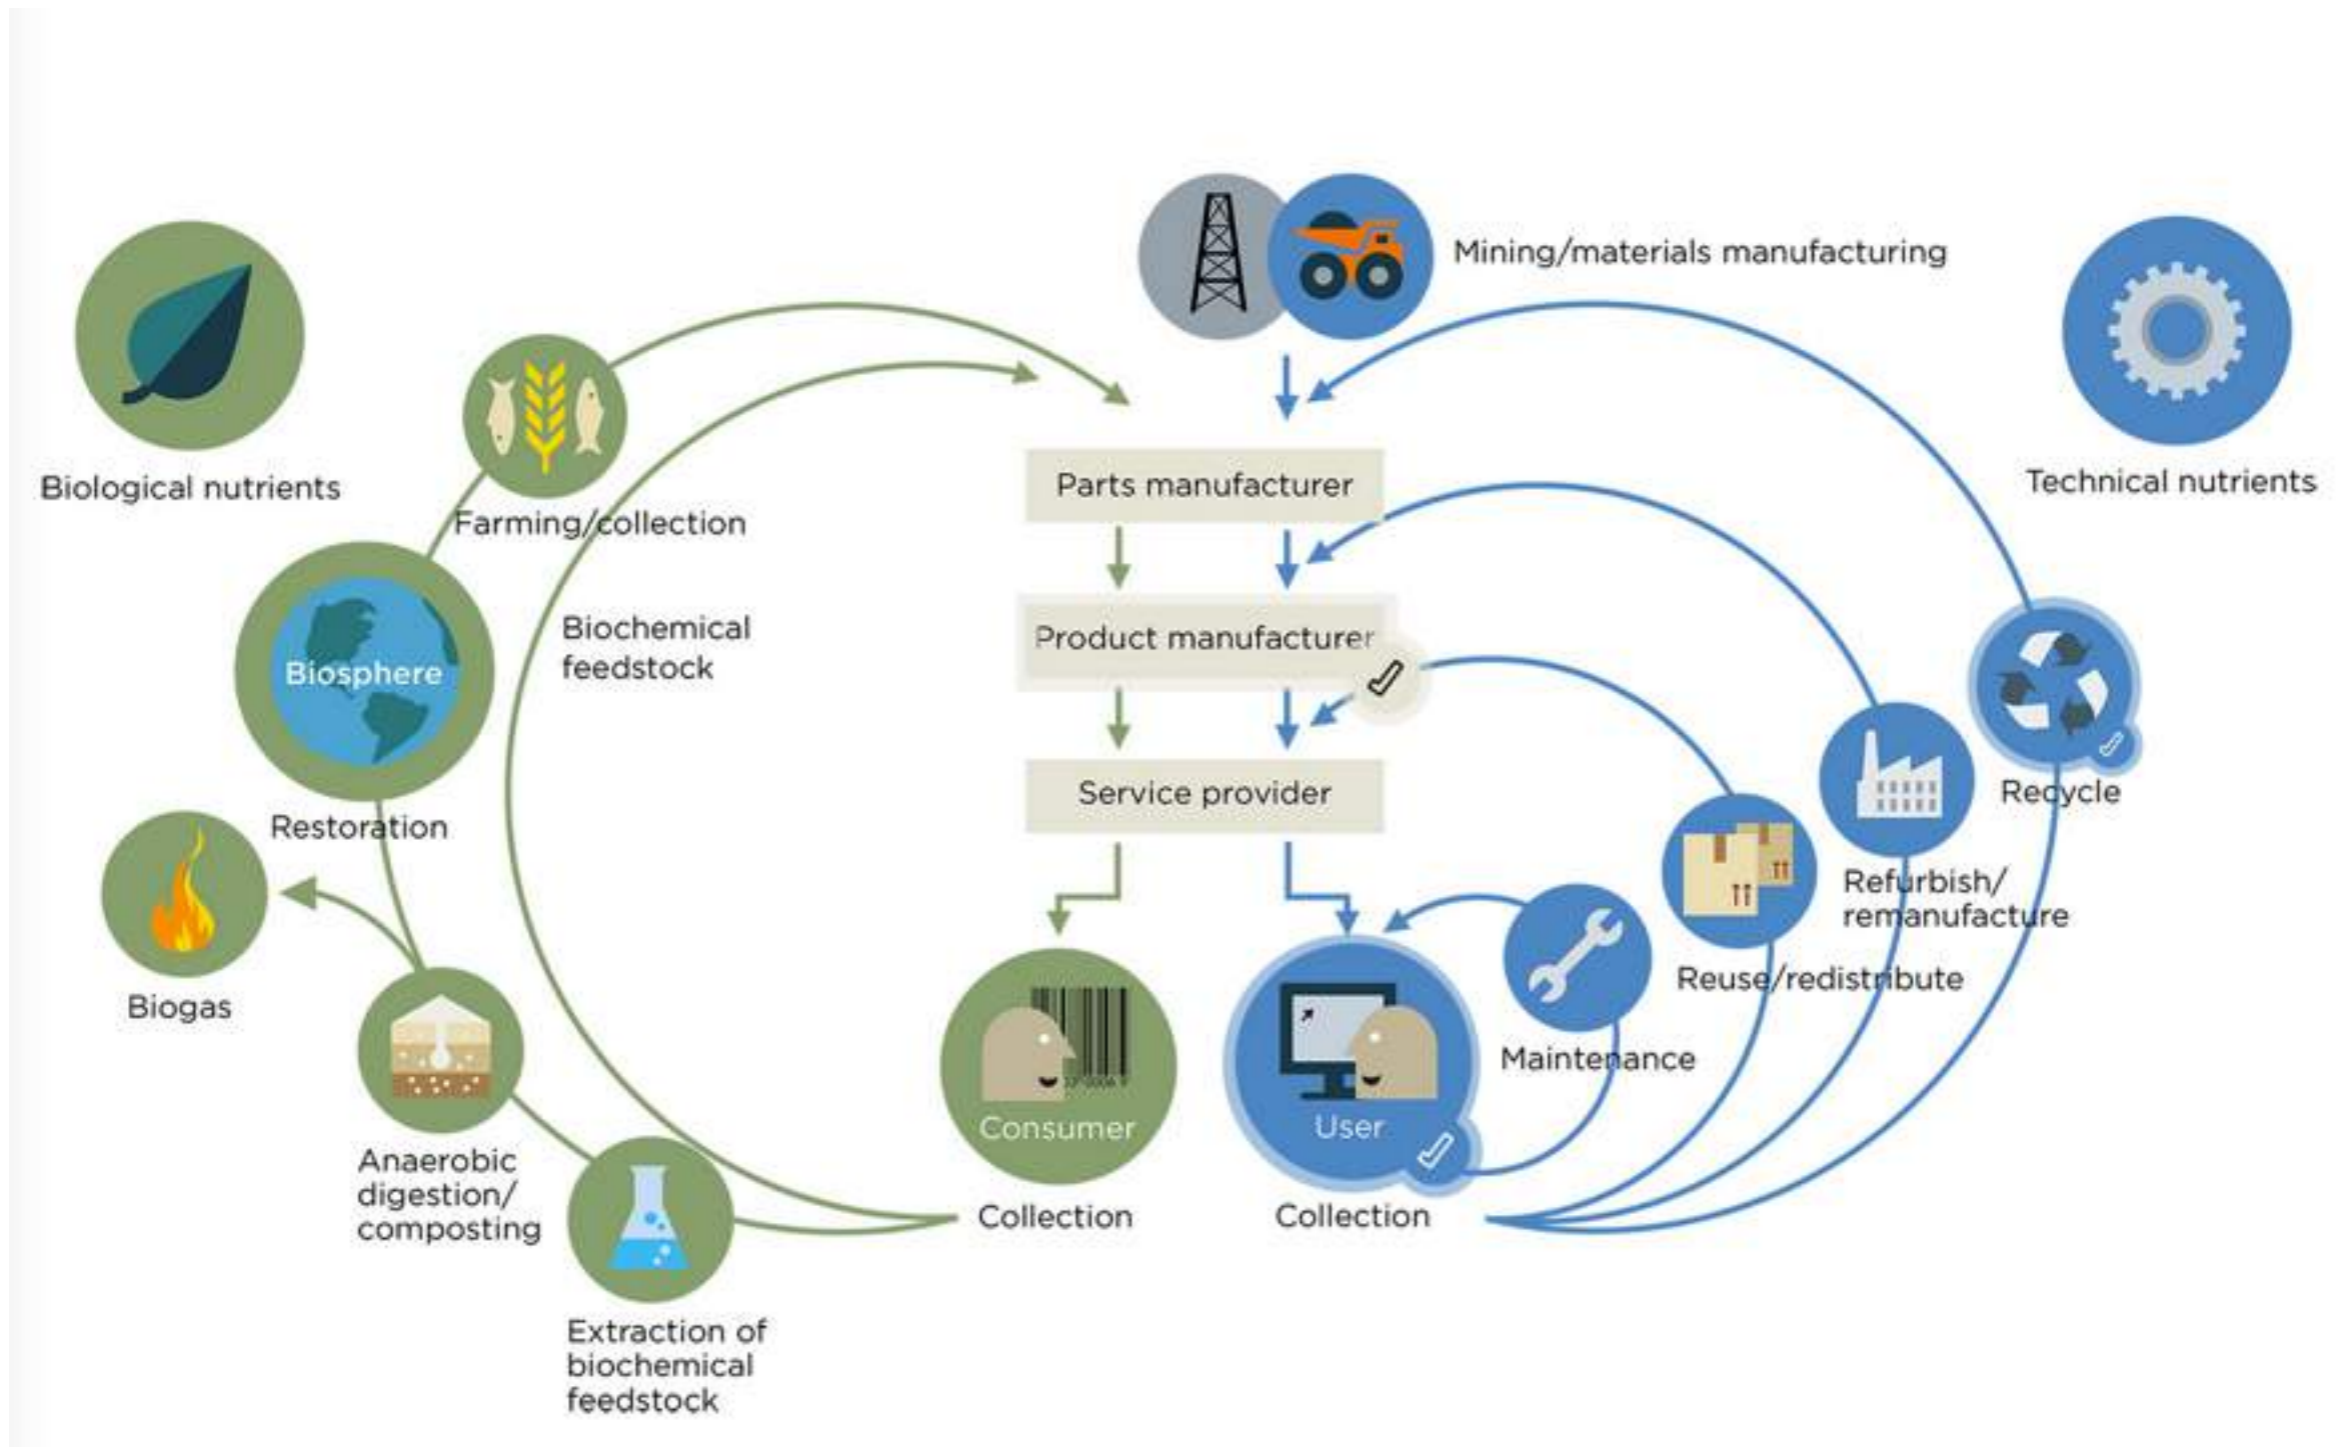 Mining/materials manufacturing
Biological nutrients
Technical nutrients
Farming/collection
Parts manufacturer
Biochemical
feedstock
Product manufacturer
Biosphere
Restoration
Service provider
Recycle
Refurbish/
remanufacture
Reuse/redistribute
Biogas
Maintenance
Consumer
User
Anaerobic
digestion/
composting
Collection
Collection
Extraction of
biochemical
feedstock